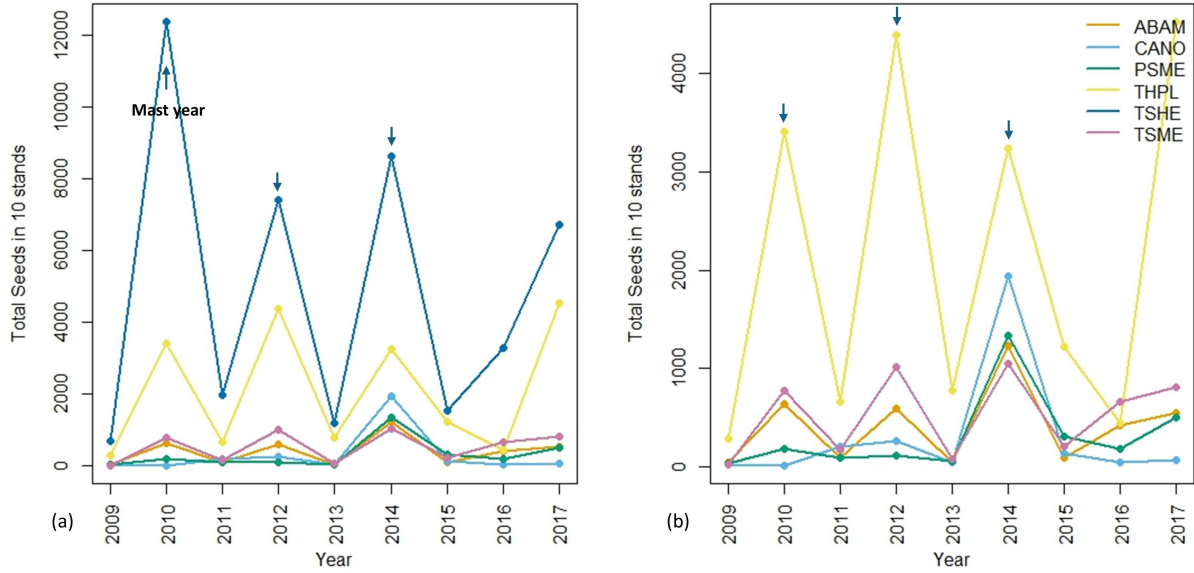 Total Seeds in 10 stands
12000
10000
8000
6000
4000
2000
0
Mast year
2009
2010
2011
2012
2013
2014
2015
2016
2017
Year
(a)
Total Seeds in 10 stands
4000
3000
2000
1000
0
ABAM
CANO
PSME
THPL
TSHE
TSME
2009
2010
2011
2012
2013
2014
2015
2016
2017
Year
(b)